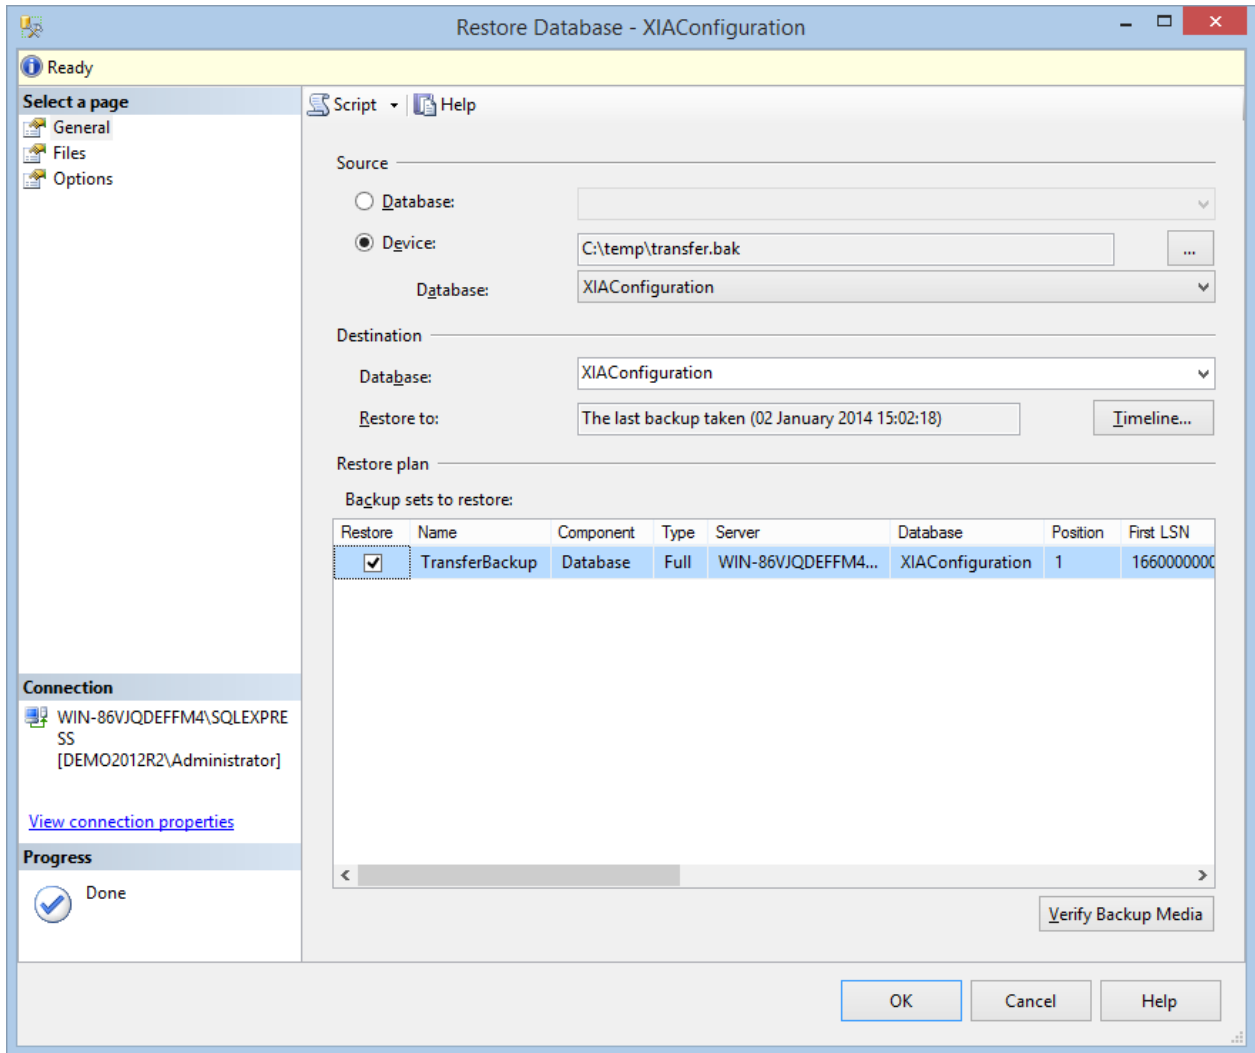 Restore Database - XIAConfiguration
Ready
Select a page
General
Files
Options
Script
Help
Source
Database:
Device:
C:\temp\transfer.bak
...
Database:
XIAConfiguration
Destination
Database:
XIAConfiguration
Restore to:
The last backup taken (02 January 2014 15:02:18)
Timeline...
Restore plan
Backup sets to restore:
Restore Name Component Type Server Database Position First LSN
TransferBackup Database Full WIN-86VJQDEFFM4... XIAConfiguration 1 1660000000
Connection
WIN-86VJQDEFFM4\SQLEXPRE
SS
[DEMO2012R2\Administrator]
View connection properties
Progress
Done
Verify Backup Media
OK
Cancel
Help